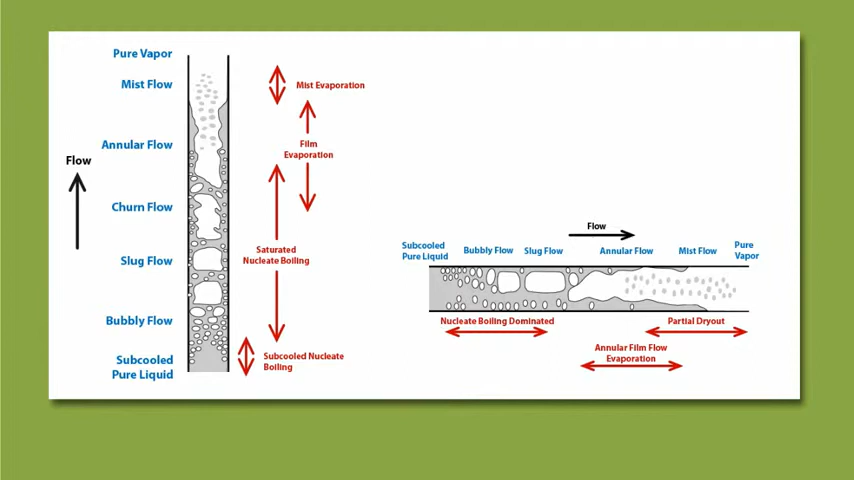 Pure Vapor
Mist Flow
Mist Evaporation
Annular Flow
Film
Evaporation
Flow
Churn Flow
Saturated
Nucleate Boiling
Slug Flow
Bubbly Flow
Subcooled
Pure Liquid
Subcooled Nucleate
Boiling
Flow
Subcooled
Pure Liquid
Bubbly Flow
Slug Flow
Annular Flow
Mist Flow
Pure
Vapor
Nucleate Boiling Dominated
Partial Dryout
Annular Film Flow
Evaporation